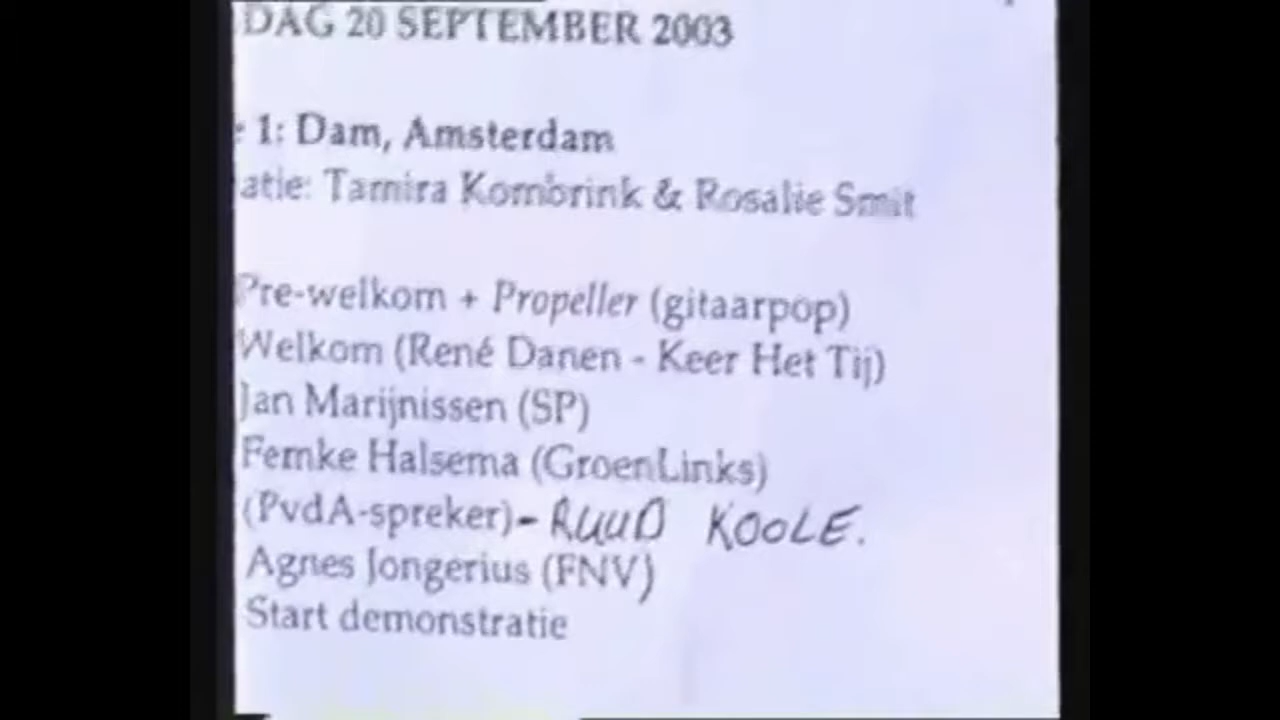 DAG 20 SEPTEMBER 2003
1: Dam, Amsterdam
atie: Tamira Kombrink & Rosalie Smit
Pre-welkom + Propeller (gitaarpop)
Welkom (René Danen - Keer Het Tij)
Jan Marijnissen (SP)
Femke Halsema (GroenLinks)
(PvdA-spreker) - RUUD KOOLE.
Agnes Jongerius (FNV)
Start demonstratie